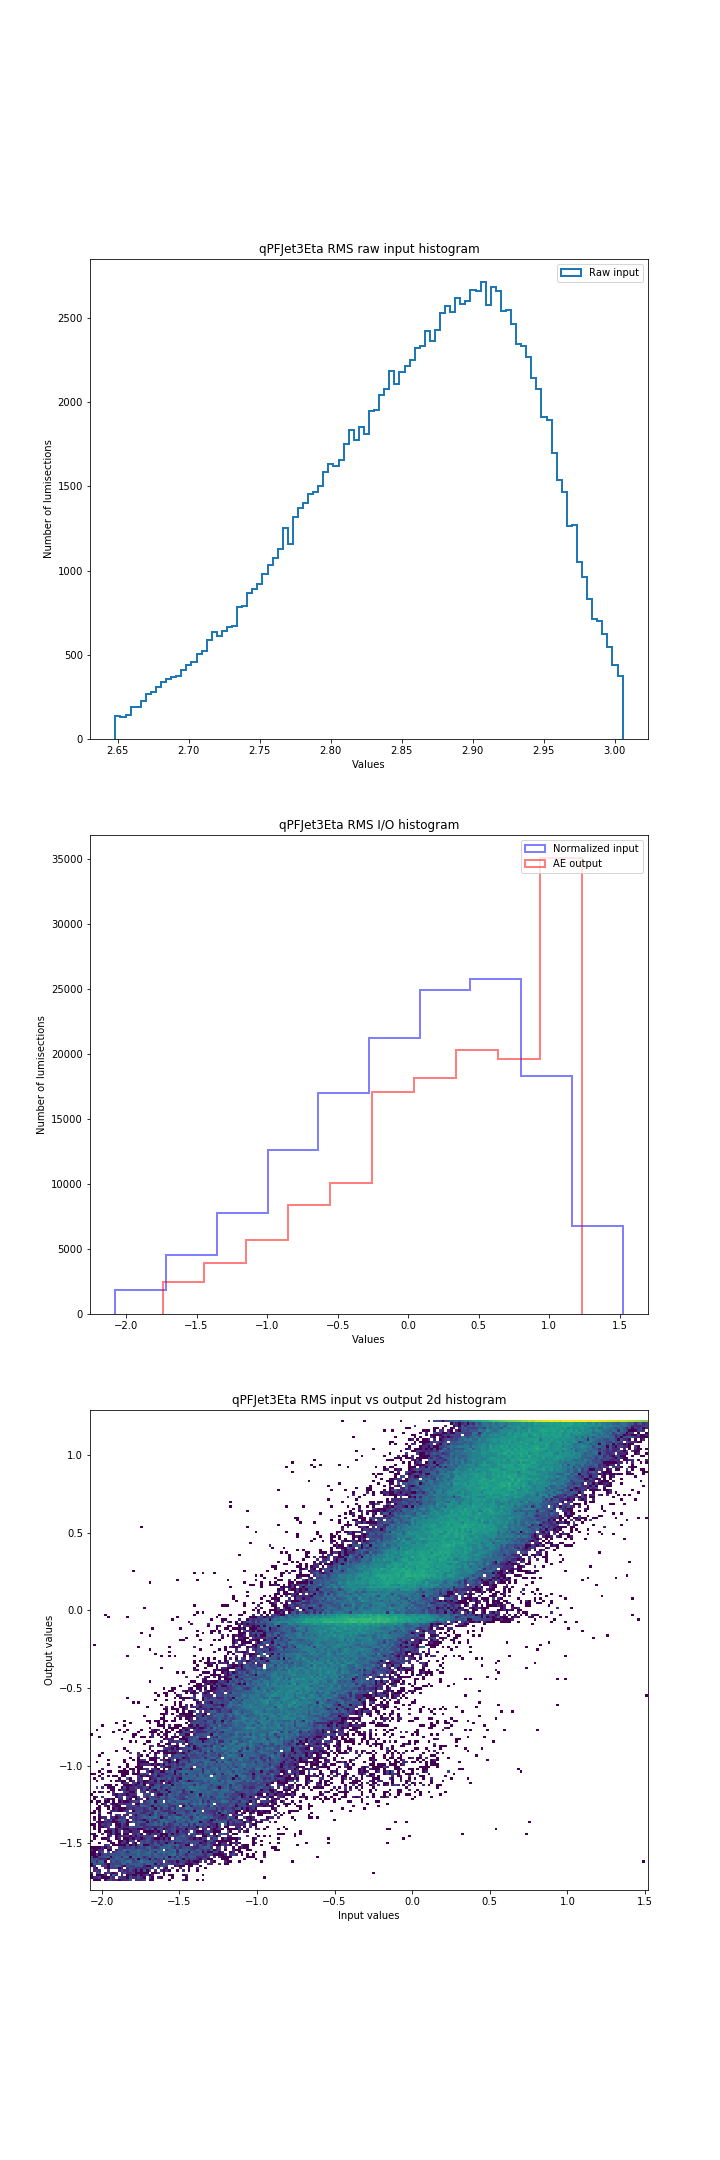 qPFJet3Eta RMS raw input histogram
Raw input
Number of lumisections
2500
2000
1500
1000
500
0
2.65 2.70 2.75 2.80 2.85 2.90 2.95 3.00
Values
qPFJet3Eta RMS I/O histogram
Normalized input
AE output
Number of lumisections
35000
30000
25000
20000
15000
10000
5000
0
−2.0 −1.5 −1.0 −0.5 0.0 0.5 1.0 1.5
Values
qPFJet3Eta RMS input vs output 2d histogram
Output values
1.0
0.5
0.0
−0.5
−1.0
−1.5
−2.0 −1.5 −1.0 −0.5 0.0 0.5 1.0 1.5
Input values